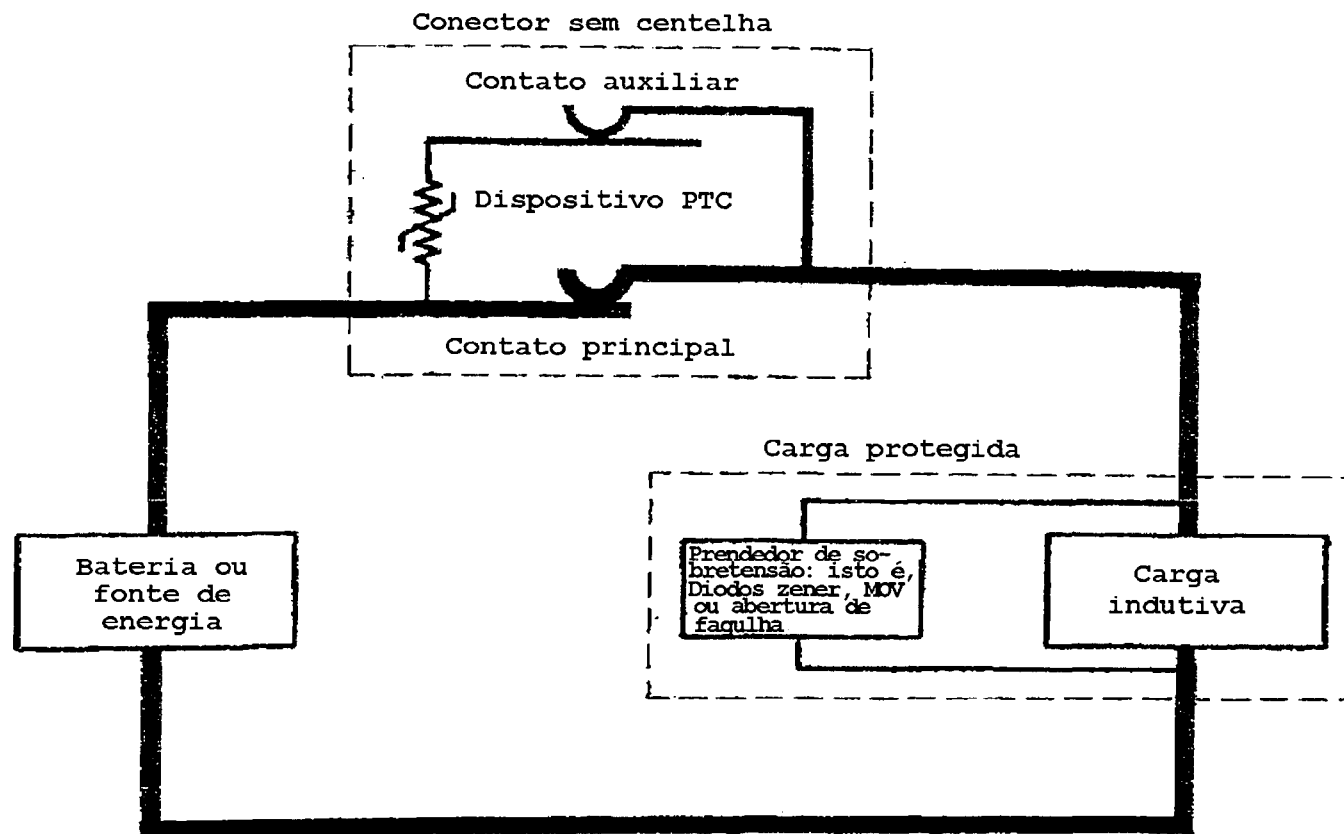 Conector sem centelha
Contato auxiliar
Dispositivo PTC
Contato principal
Carga protegida
Bateria ou
fonte de
energia
Prendedor de so-
bretensão: isto é,
Diodos zener, MOV
ou abertura de
fagulha
Carga
indutiva